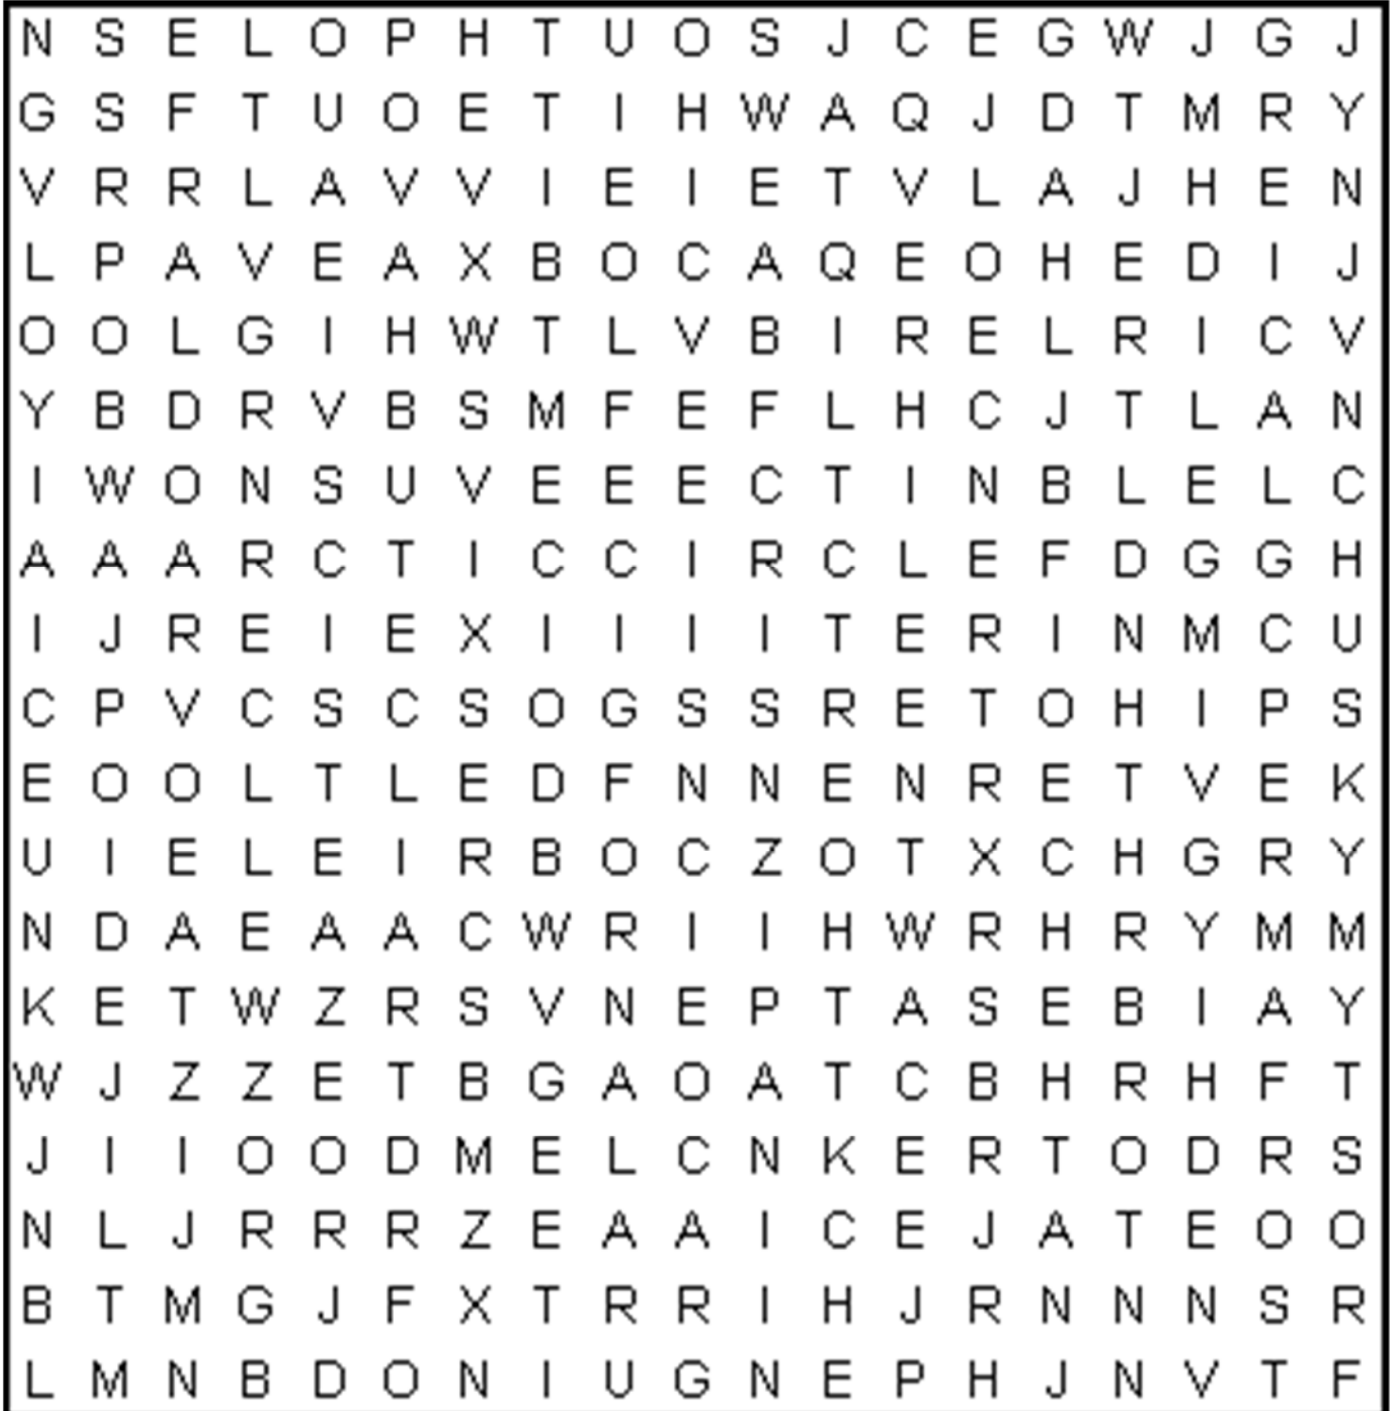 N S E L O P H T U O S J C E G W J G J
G S F T U O E T I H W A Q J D T M R Y
V R R L A V V I E I E T V L A J H E N
L P A V E A X B O C A Q E O H E D I J
O O L G I H W T L V B I R E L R I C V
Y B D R V B S M F E F L H C J T L A N
I W O N S U V E E E C T I N B L E L C
A A A R C T I C C I R C L E F D G G H
I J R E I E X I I I I T E R I N M C U
C P V C S C S O G S S R E T O H I P S
E O O L T L E D F N N E N R E T V E K
U I E L E I R B O C Z O T X C H G R Y
N D A E A A C W R I I H W R H R Y M M
K E T W Z R S V N E P T A S E B I A Y
W J Z Z E T B G A O A T C B H R H F T
J I I O O D M E L C N K E R T O D R S
N L J R R R Z E A A I C E J A T E O O
B T M G J F X T R R I H J R N N N S R
L M N B D O N I U G N E P H J N V T F